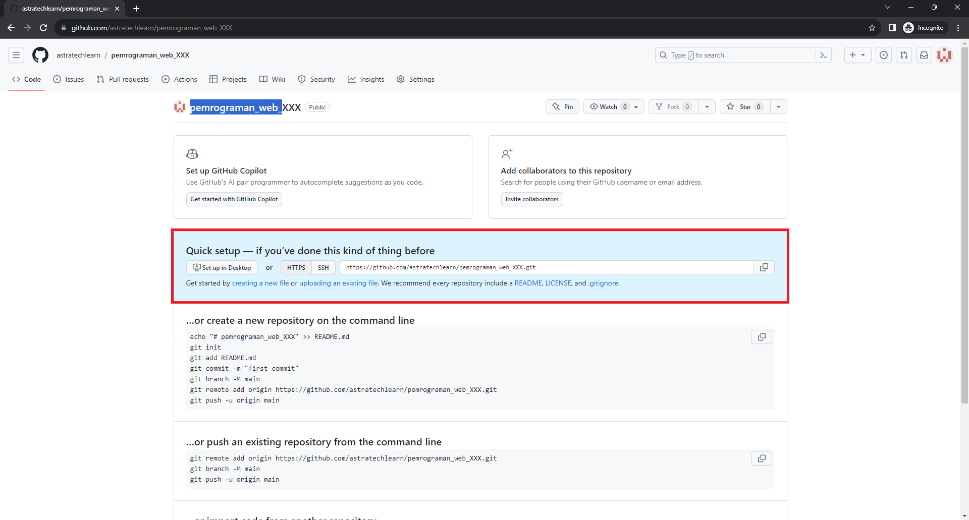 astratechlearn/pemrograman_we
github.com/astratechlearn/pemrograman_web_XXX
Incognito
astratechlearn / pemrograman_web_XXX
Type / to search
Code Issues Pull requests Actions Projects Wiki Security Insights Settings
pemrograman_web_XXX Public
Pin Watch 0 Fork 0 Star 0
Set up GitHub Copilot
Use GitHub's AI pair programmer to autocomplete suggestions as you code.
Get started with GitHub Copilot
Add collaborators to this repository
Search for people using their GitHub username or email address.
Invite collaborators
Quick setup — if you've done this kind of thing before
Set up in Desktop or HTTPS SSH https://github.com/astratechlearn/pemrograman_web_XXX.git
Get started by creating a new file or uploading an existing file. We recommend every repository include a README, LICENSE, and .gitignore.
...or create a new repository on the command line
echo "# pemrograman_web_XXX" >> README.md
git init
git add README.md
git commit -m "first commit"
git branch -M main
git remote add origin https://github.com/astratechlearn/pemrograman_web_XXX.git
git push -u origin main
...or push an existing repository from the command line
git remote add origin https://github.com/astratechlearn/pemrograman_web_XXX.git
git branch -M main
git push -u origin main
...or import code from another repository